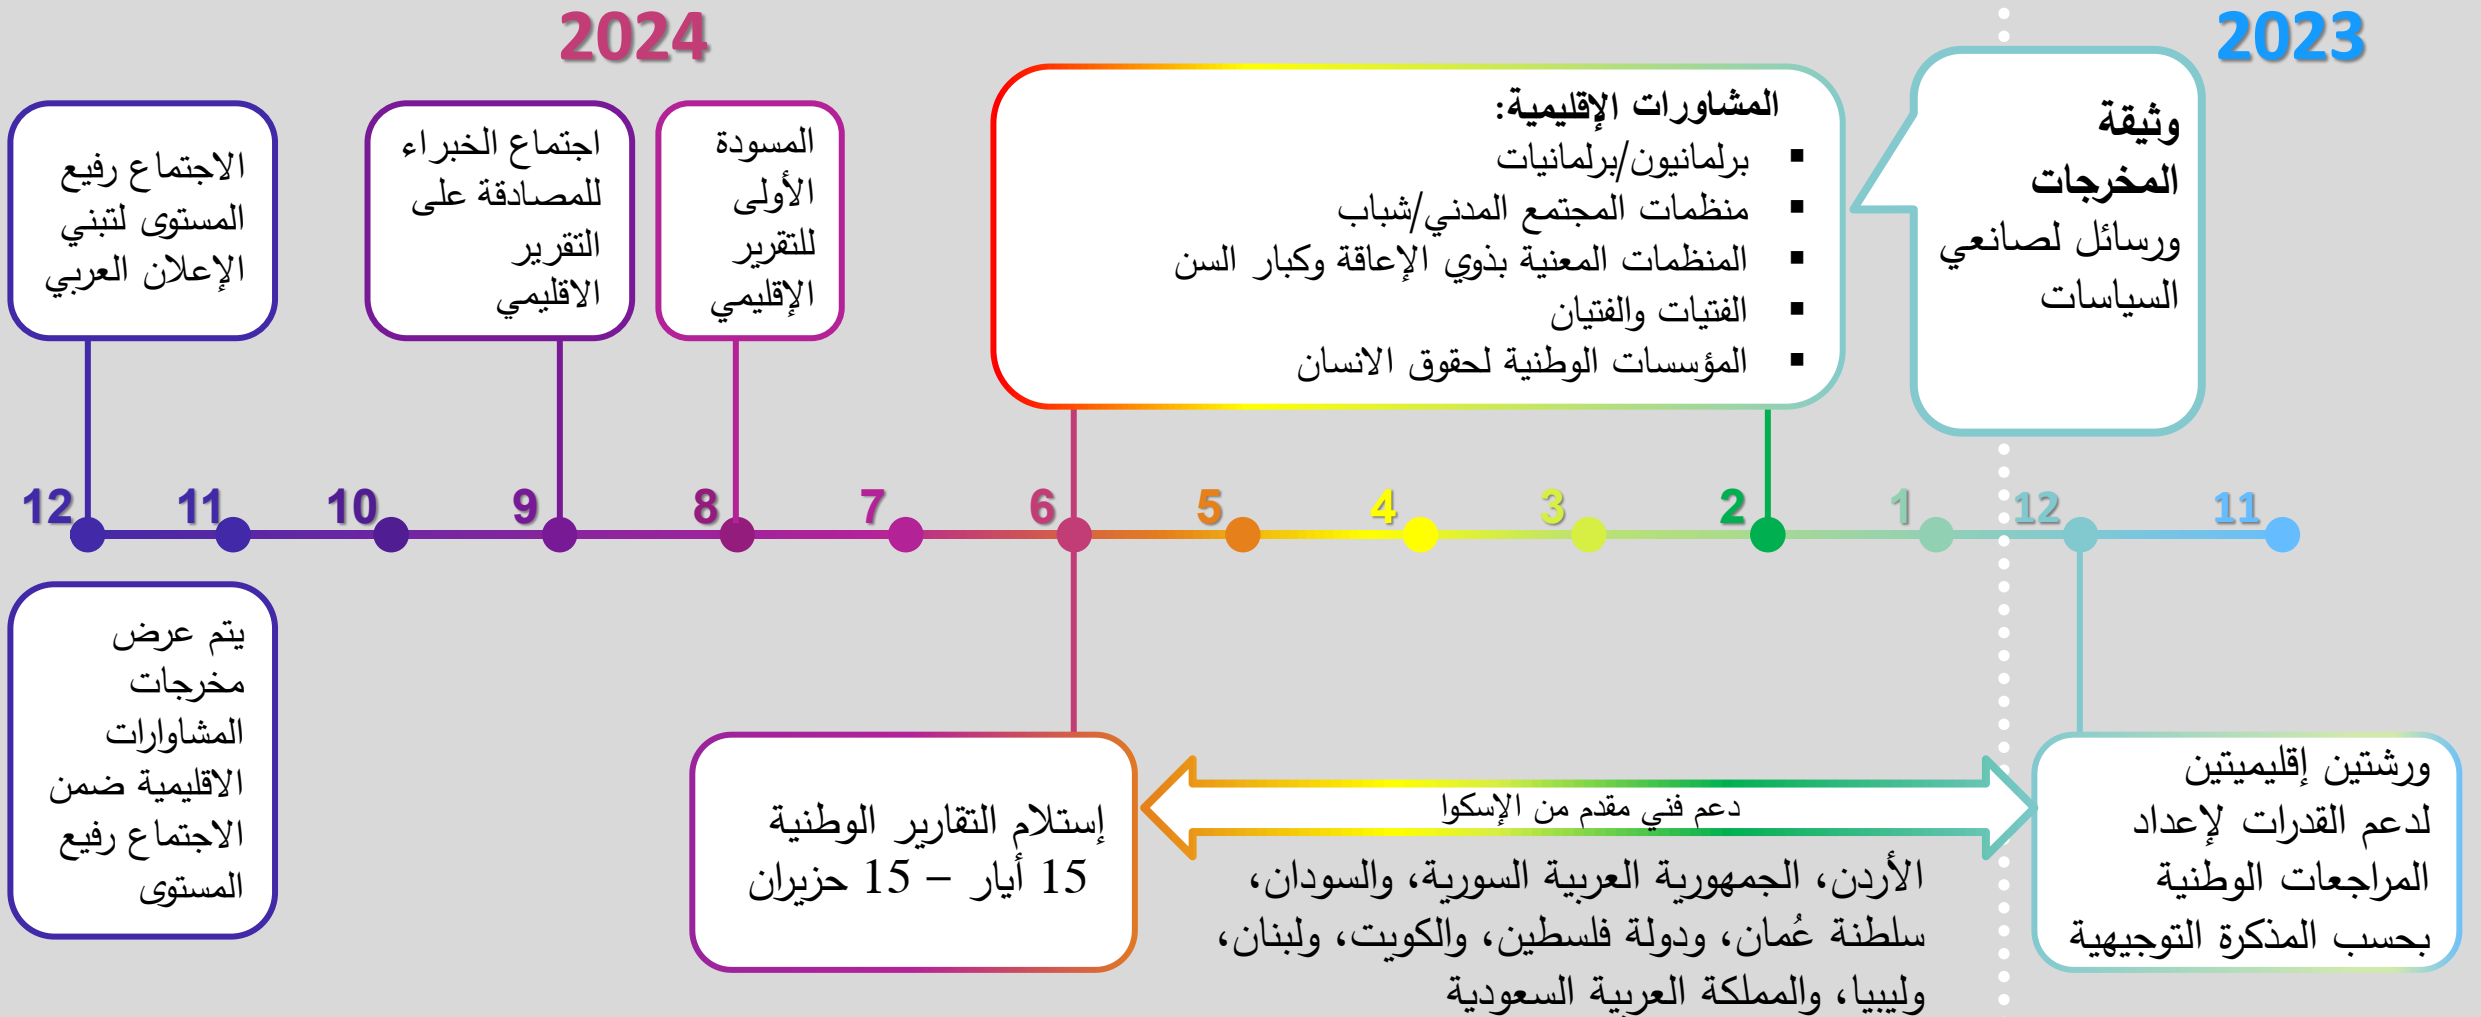 2023
2024
وثيقة
المخرجات
ورسائل لصانعي
السياسات
المشاورات الإقليمية:
▪ برلمانيون/برلمانيات
▪ منظمات المجتمع المدني/شباب
▪ المنظمات المعنية بذوي الإعاقة وكبار السن
▪ الفتيات والفتيان
▪ المؤسسات الوطنية لحقوق الانسان
المسودة
الأولى
للتقرير
الإقليمي
اجتماع الخبراء
للمصادقة على
التقرير
الاقليمي
الاجتماع رفيع
المستوى لتبني
الإعلان العربي
11
12
1
2
3
4
5
6
7
8
9
10
11
12
ورشتين إقليميتين
لدعم القدرات لإعداد
المراجعات الوطنية
بحسب المذكرة التوجيهية
دعم فني مقدم من الإسكوا
الأردن، الجمهورية العربية السورية، والسودان،
سلطنة عُمان، ودولة فلسطين، والكويت، ولبنان،
وليبيا، والمملكة العربية السعودية
إستلام التقارير الوطنية
15 أيار – 15 حزيران
يتم عرض
مخرجات
المشاوارات
الاقليمية ضمن
الاجتماع رفيع
المستوى